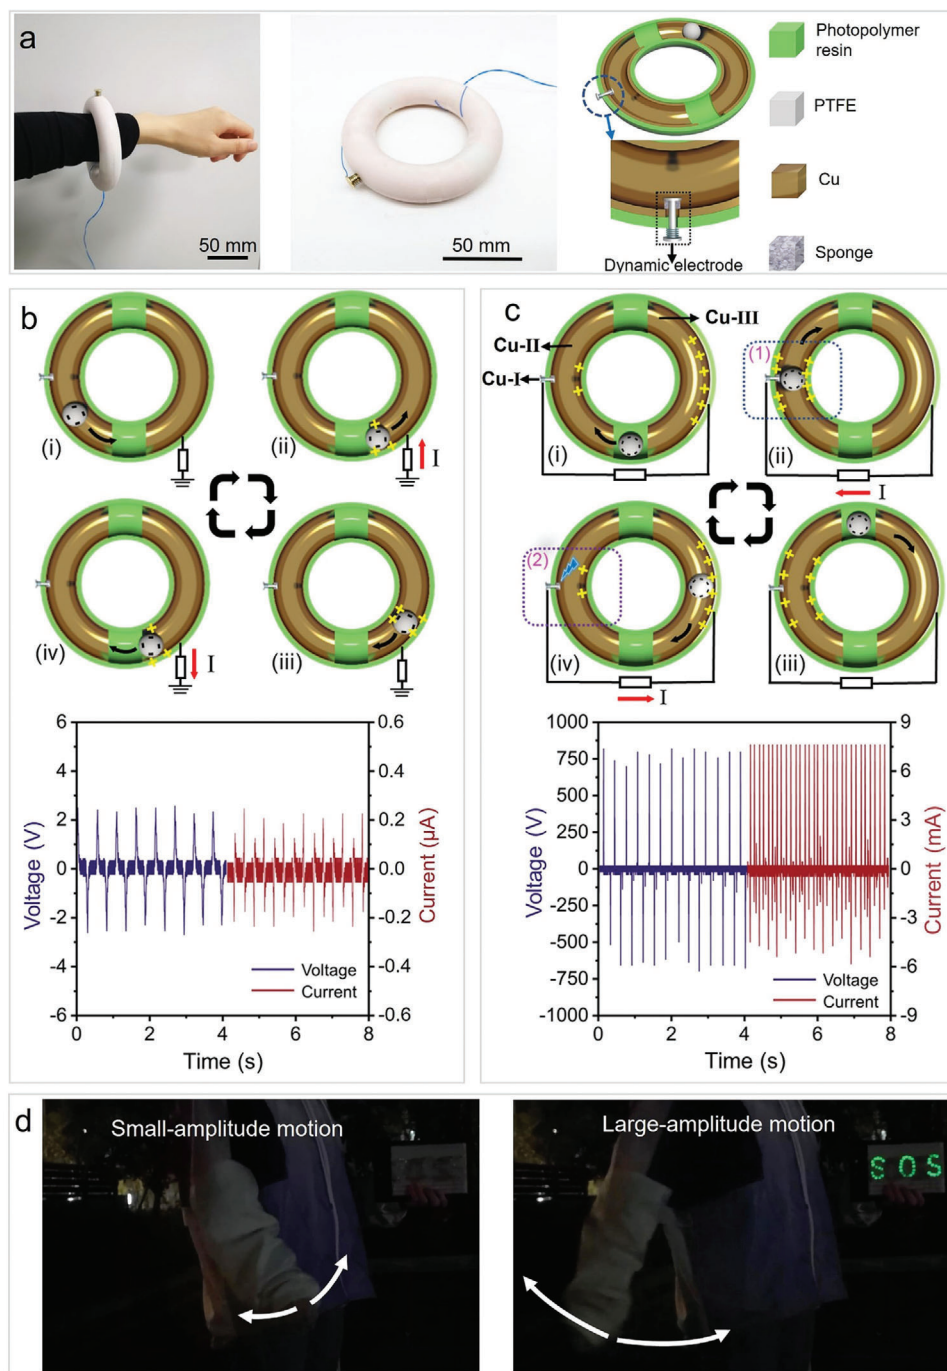 a
50 mm
50 mm
Dynamic electrode
Photopolymer
resin
PTFE
Cu
Sponge
b
(i)
(ii)
I
(iv)
I
(iii)
6
4
2
0
-2
-4
-6
Voltage (V)
0.6
0.4
0.2
0.0
-0.2
-0.4
-0.6
Current (μA)
Voltage
Current
0 2 4 6 8
Time (s)
c
Cu-III
Cu-II
Cu-I
(i)
(1)
(ii)
I
(2)
(iv)
I
(iii)
1000
750
500
250
0
-250
-500
-750
-1000
Voltage (V)
9
6
3
0
-3
-6
-9
Current (mA)
Voltage
Current
0 2 4 6 8
Time (s)
d
Small-amplitude motion
Large-amplitude motion
SOS